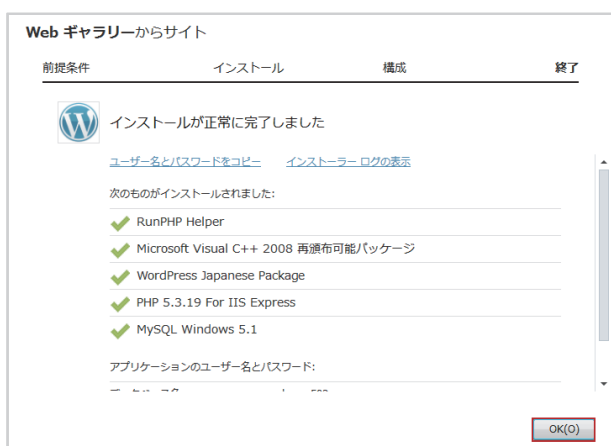 Web ギャラリーからサイト
前提条件 インストール 構成 終了
インストールが正常に完了しました
ユーザー名とパスワードをコピー インストーラー ログの表示
次のものがインストールされました:
RunPHP Helper
Microsoft Visual C++ 2008 再頒布可能パッケージ
WordPress Japanese Package
PHP 5.3.19 For IIS Express
MySQL Windows 5.1
アプリケーションのユーザー名とパスワード:
OK(O)